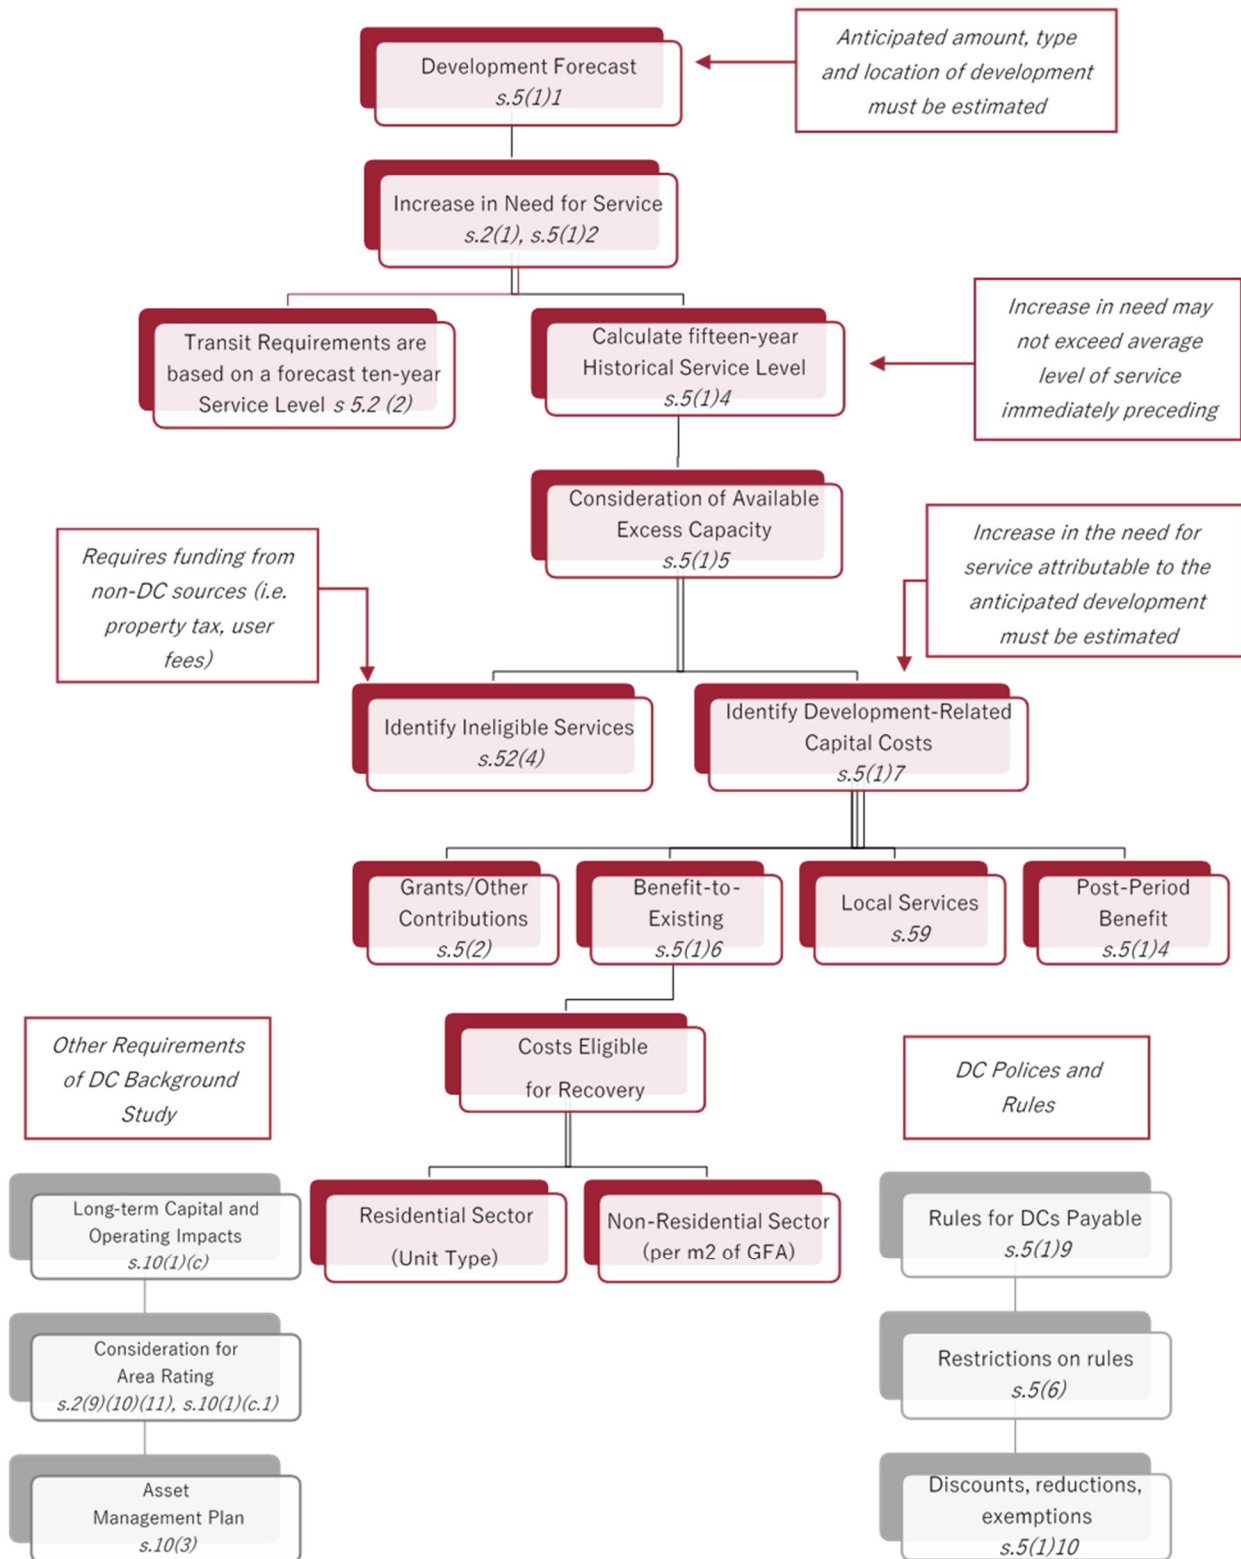 Development Forecast
s.5(1)1
Anticipated amount, type
and location of development
must be estimated
Increase in Need for Service
s.2(1), s.5(1)2
Transit Requirements are
based on a forecast ten-year
Service Level s 5.2 (2)
Calculate fifteen-year
Historical Service Level
s.5(1)4
Increase in need may
not exceed average
level of service
immediately preceding
Consideration of Available
Excess Capacity
s.5(1)5
Requires funding from
non-DC sources (i.e.
property tax, user
fees)
Increase in the need for
service attributable to the
anticipated development
must be estimated
Identify Ineligible Services
s.52(4)
Identify Development-Related
Capital Costs
s.5(1)7
Grants/Other
Contributions
s.5(2)
Benefit-to-
Existing
s.5(1)6
Local Services
s.59
Post-Period
Benefit
s.5(1)4
Other Requirements
of DC Background
Study
Costs Eligible
for Recovery
DC Polices and
Rules
Long-term Capital and
Operating Impacts
s.10(1)(c)
Residential Sector
(Unit Type)
Non-Residential Sector
(per m2 of GFA)
Rules for DCs Payable
s.5(1)9
Consideration for
Area Rating
s.2(9)(10)(11), s.10(1)(c.1)
Restrictions on rules
s.5(6)
Asset
Management Plan
s.10(3)
Discounts, reductions,
exemptions
s.5(1)10